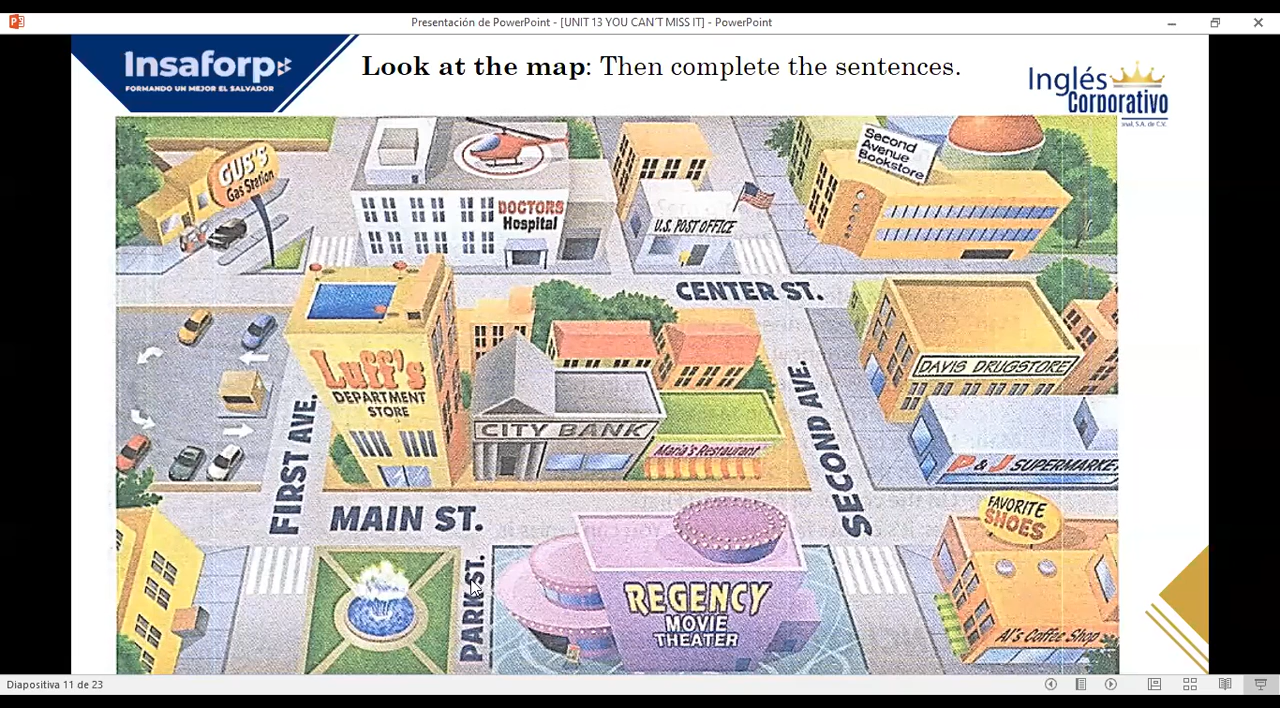 Presentación de PowerPoint - [UNIT 13 YOU CAN'T MISS IT] - PowerPoint
Insaforp
FORMANDO UN MEJOR EL SALVADOR
Look at the map: Then complete the sentences.
Inglés
Corporativo
nal, S.A. de C.V.
GUS'S
Gas Station
DOCTORS
Hospital
U.S. POST OFFICE
Second
Avenue
Bookstore
CENTER ST.
Luff's
DEPARTMENT
STORE
CITY BANK
Maria's Restaurant
DAVIS DRUGSTORE
P & J SUPERMARKE
FIRST AVE.
SECOND AVE.
MAIN ST.
PARK ST.
REGENCY
MOVIE
THEATER
FAVORITE
SHOES
Al's Coffee Shop
Diapositiva 11 de 23